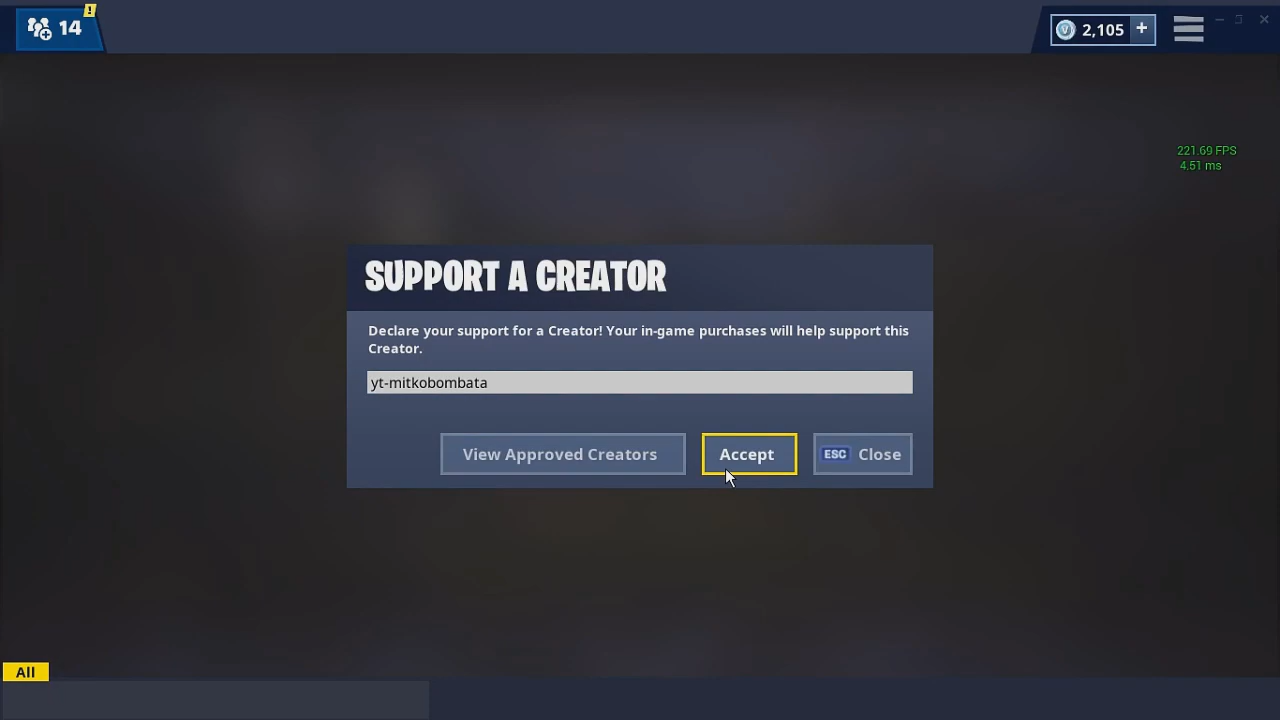 14
!
2,105 +
221.69 FPS
4.51 ms
SUPPORT A CREATOR
Declare your support for a Creator! Your in-game purchases will help support this
Creator.
yt-mitkobombata
View Approved Creators
Accept
ESC Close
All